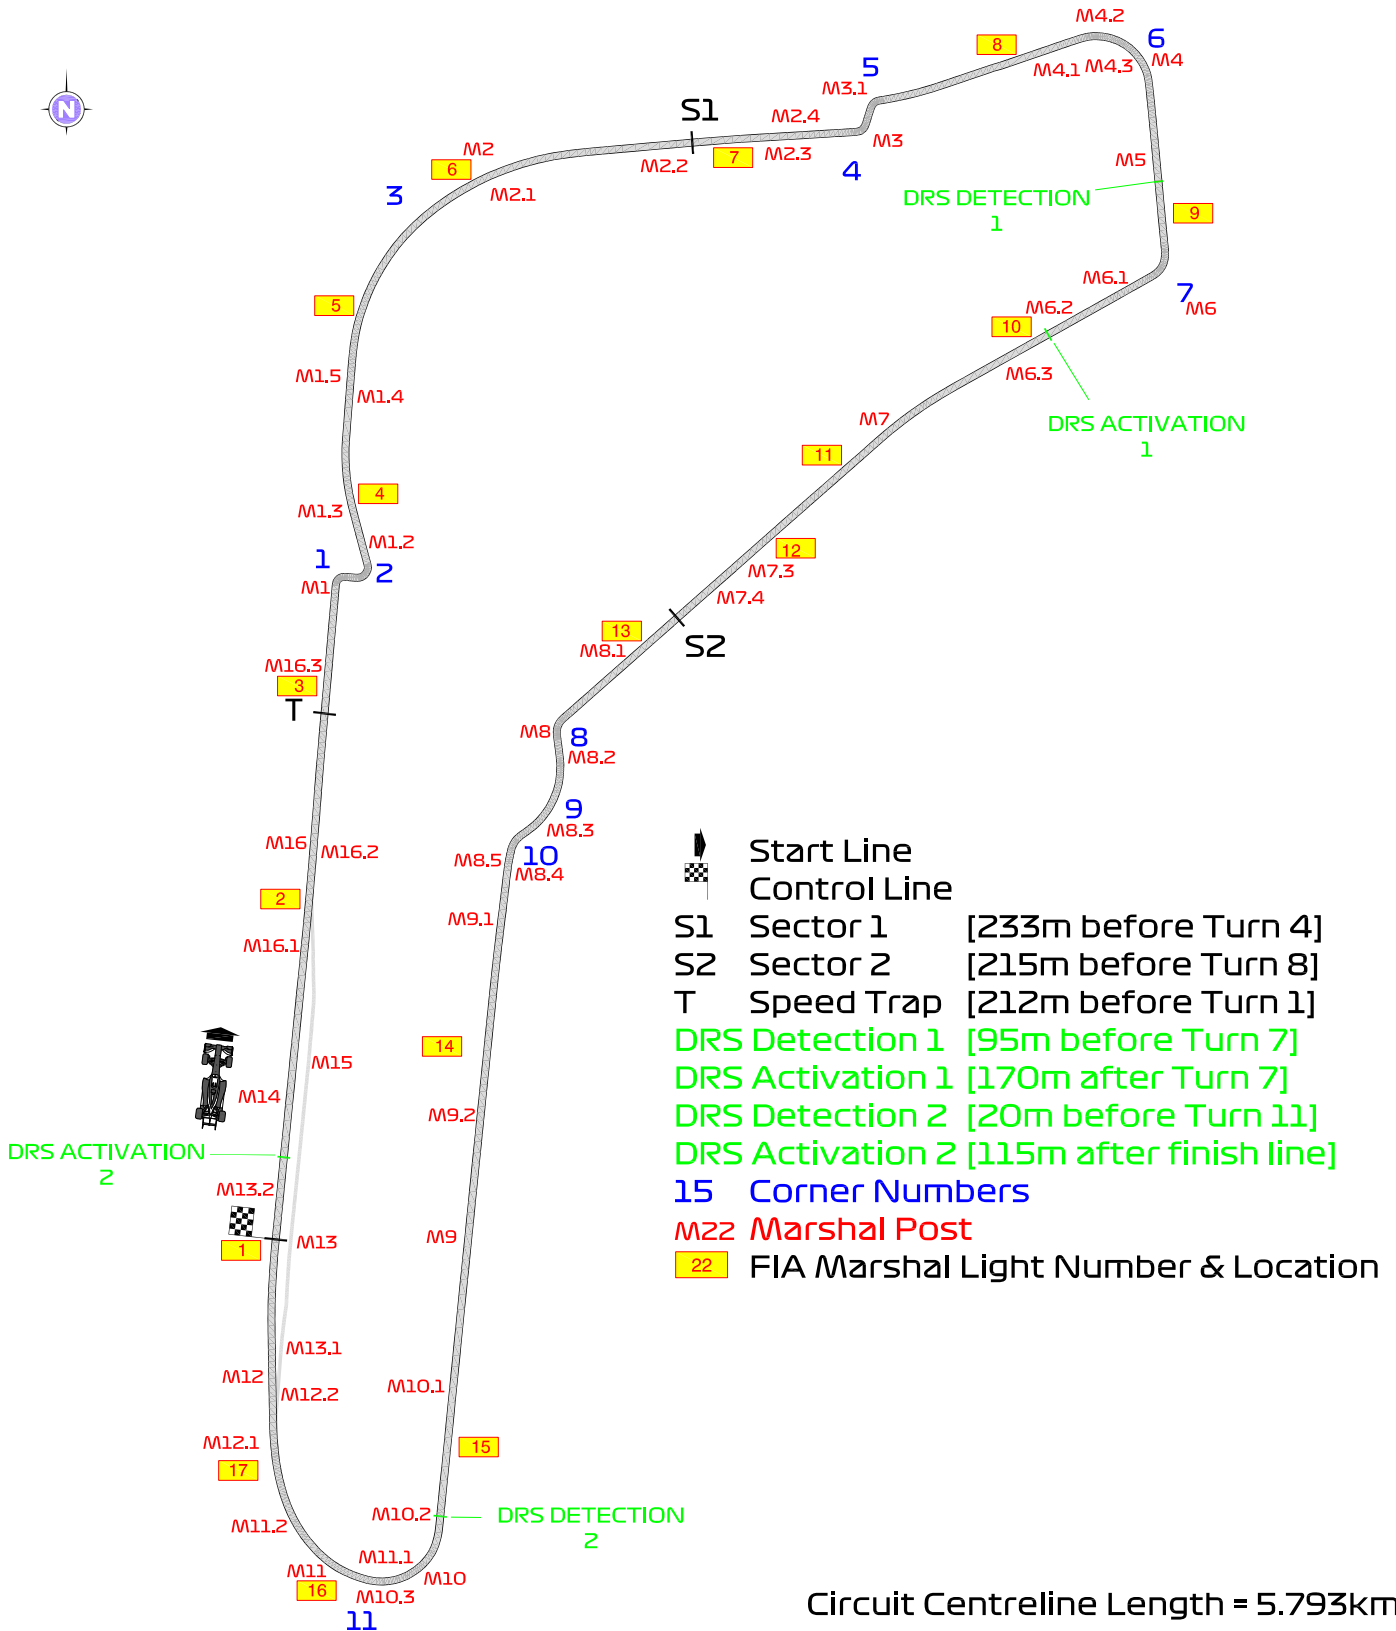 M4.2
6
8
5
M4.1
M4.3
M4
M3.1
N
S1
M2.4
M3
M2
7
M2.3
4
M5
6
M2.2
3
M2.1
DRS DETECTION
1
9
M6.1
5
7
M6
M6.2
10
M1.5
M6.3
M1.4
M7
DRS ACTIVATION
1
11
4
M1.3
M1.2
12
1
2
M7.3
M1
M7.4
13
M8.1
S2
M16.3
3
T
M8
8
M8.2
9
M8.3
M16
M16.2
M8.5
10
M8.4
Start Line
2
Control Line
M9.1
S1 Sector 1 [233m before Turn 4]
M16.1
S2 Sector 2 [215m before Turn 8]
T Speed Trap [212m before Turn 1]
DRS Detection 1 [95m before Turn 7]
14
M15
DRS Activation 1 [170m after Turn 7]
M14
M9.2
DRS Detection 2 [20m before Turn 11]
DRS ACTIVATION
2
DRS Activation 2 [115m after finish line]
M13.2
15 Corner Numbers
M22 Marshal Post
M9
M13
1
22 FIA Marshal Light Number & Location
M13.1
M12
M12.2
M10.1
M12.1
15
17
M10.2
DRS DETECTION
2
M11.2
M11.1
M11
M10
16
M10.3
11
Circuit Centreline Length = 5.793km